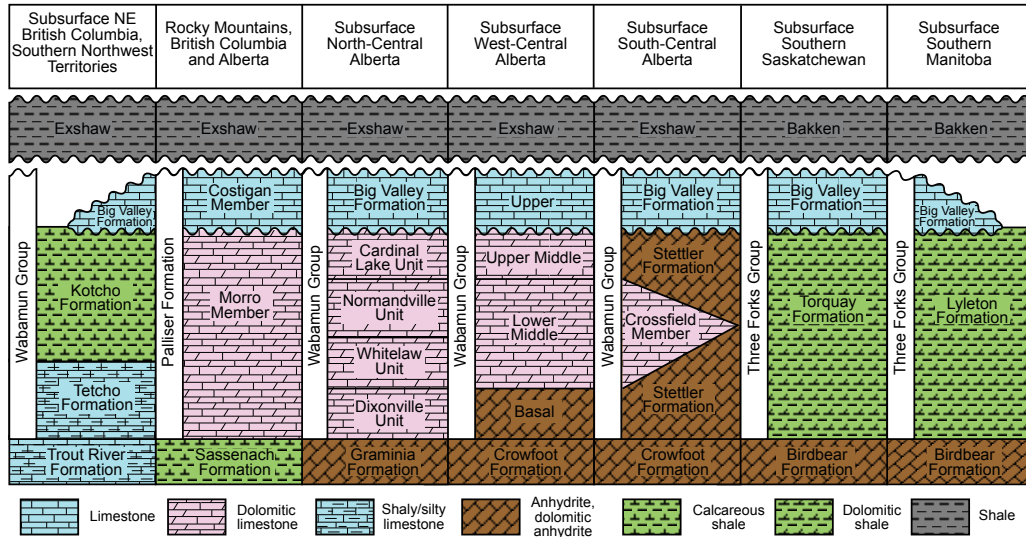 Subsurface NE
British Columbia,
Southern Northwest
Territories
Rocky Mountains,
British Columbia
and Alberta
Subsurface
North-Central
Alberta
Subsurface
West-Central
Alberta
Subsurface
South-Central
Alberta
Subsurface
Southern
Saskatchewan
Subsurface
Southern
Manitoba
Exshaw
Exshaw
Exshaw
Exshaw
Exshaw
Bakken
Bakken
Wabamun Group
Big Valley
Formation
Kotcho
Formation
Tetcho
Formation
Trout River
Formation
Palliser Formation
Costigan
Member
Morro
Member
Sassenach
Formation
Wabamun Group
Big Valley
Formation
Cardinal
Lake Unit
Normandville
Unit
Whitelaw
Unit
Dixonville
Unit
Graminia
Formation
Wabamun Group
Upper
Upper Middle
Lower
Middle
Basal
Crowfoot
Formation
Wabamun Group
Big Valley
Formation
Stettler
Formation
Crossfield
Member
Stettler
Formation
Crowfoot
Formation
Three Forks Group
Big Valley
Formation
Torquay
Formation
Birdbear
Formation
Three Forks Group
Big Valley
Formation
Lyleton
Formation
Birdbear
Formation
Limestone
Dolomitic
limestone
Shaly/silty
limestone
Anhydrite,
dolomitic
anhydrite
Calcareous
shale
Dolomitic
shale
Shale